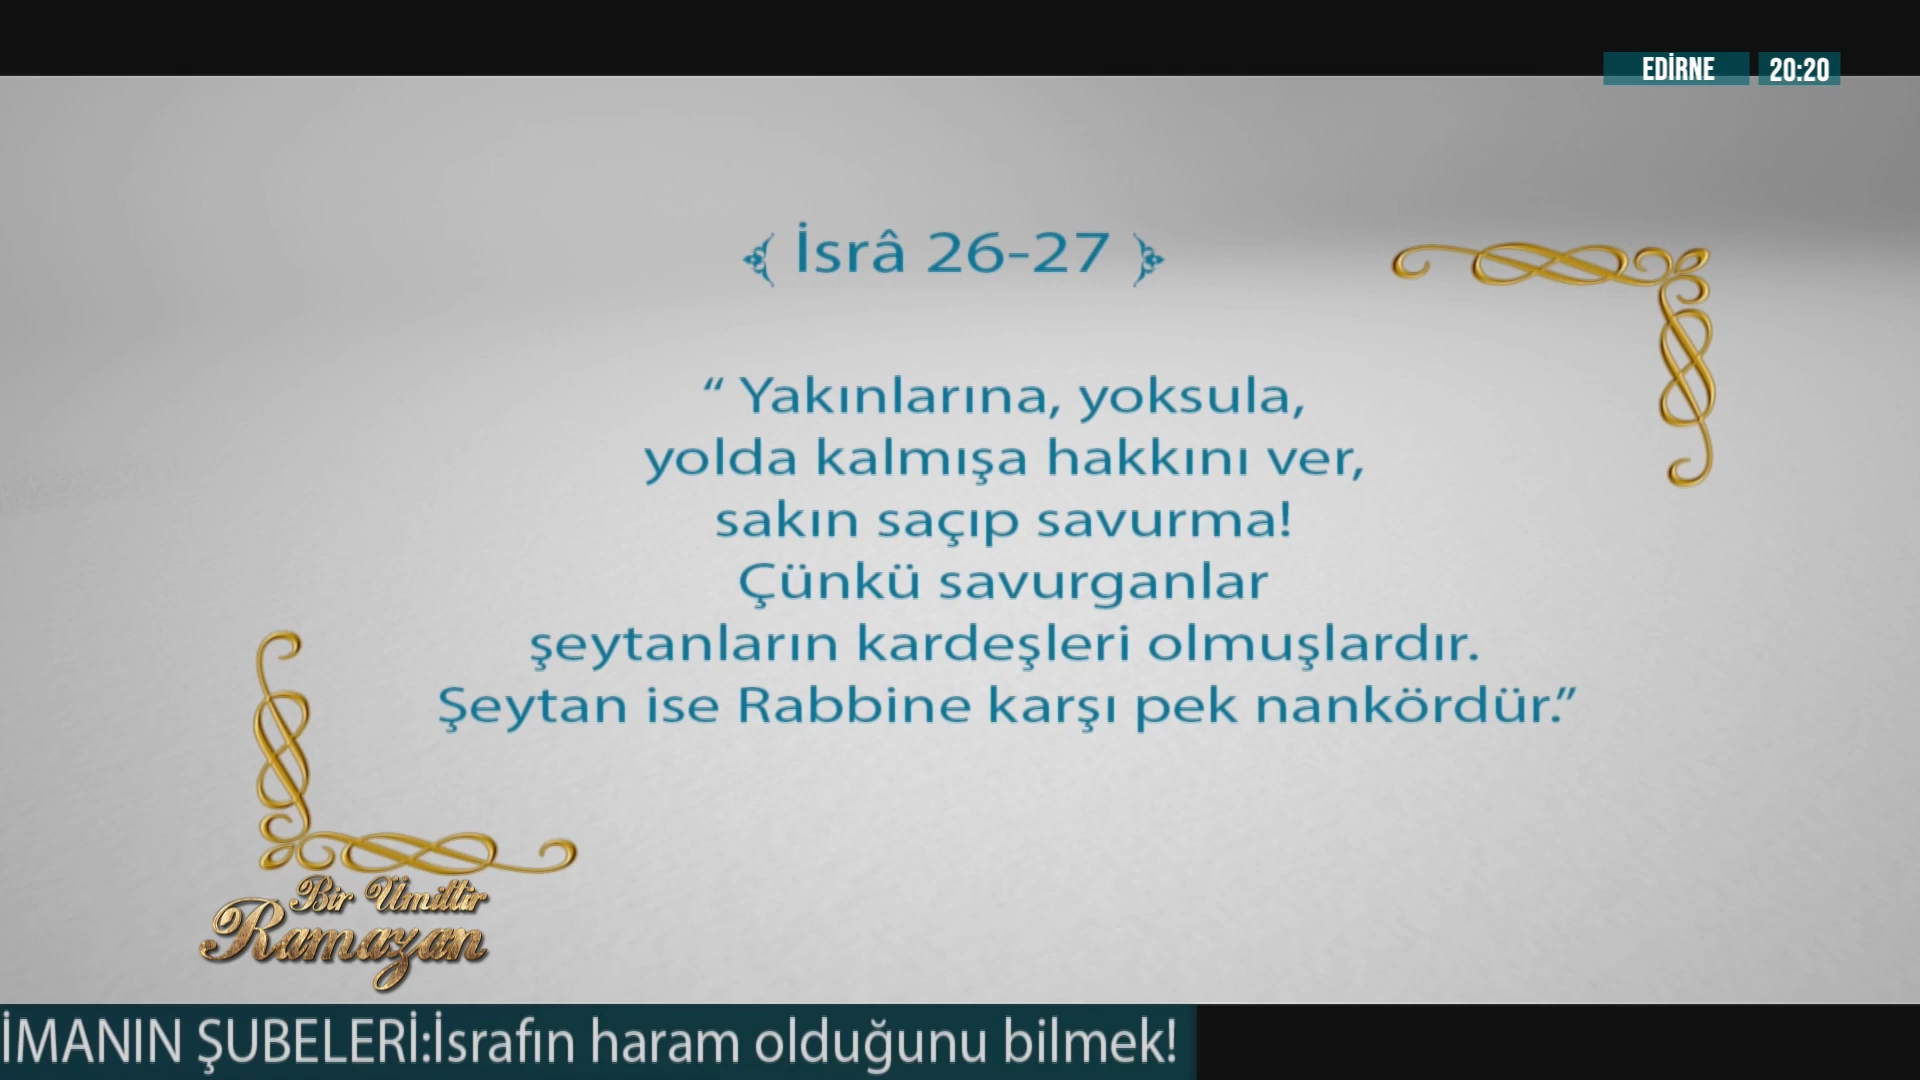 EDİRNE 20:20
İsrâ 26-27
“ Yakınlarına, yoksula,
yolda kalmışa hakkını ver,
sakın saçıp savurma!
Çünkü savurganlar
şeytanların kardeşleri olmuşlardır.
Şeytan ise Rabbine karşı pek nankördür.”
Bir Ümittir
Ramazan
İMANIN ŞUBELERİ:İsrafın haram olduğunu bilmek!